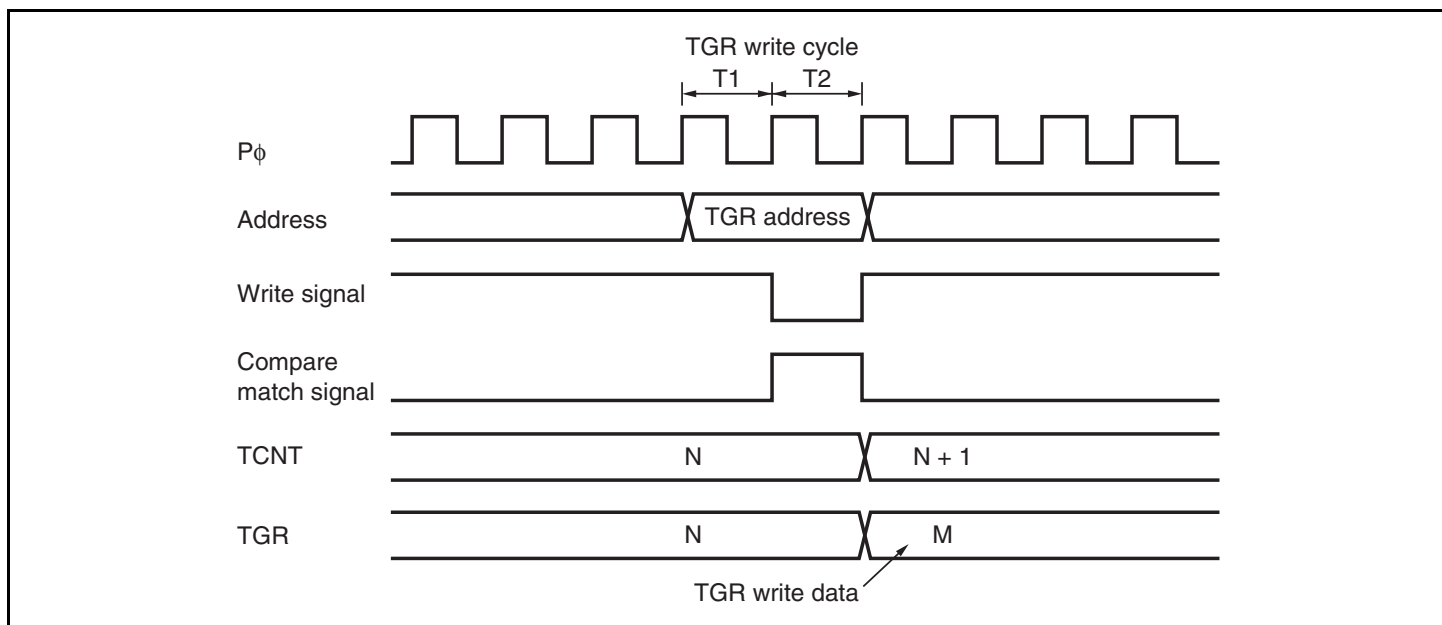 TGR write cycle
T1 T2
Pϕ
Address
TGR address
Write signal
Compare
match signal
TCNT
N
N + 1
TGR
N
M
TGR write data